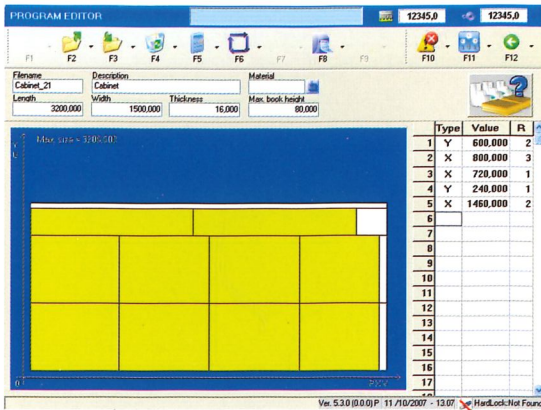 PROGRAM EDITOR
12345,0
12345,0
F1
F2
F3
F4
F5
F6
F7
F8
F9
F10
F11
F12
Filename
Description
Material
Cabinet_21
Cabinet
Length
Width
Thickness
Max. book height
3200,000
1500,000
16,000
80,000
Type Value R
1 Y 600,000 2
2 X 800,000 3
3 X 720,000 1
4 Y 240,000 1
5 X 1460,000 2
6
7
8
9
10
11
12
13
14
15
16
17
0
Ver. 5.3.0 (0.0.0) P 11 /10/2007 - 13.07 HardLock:Not Found